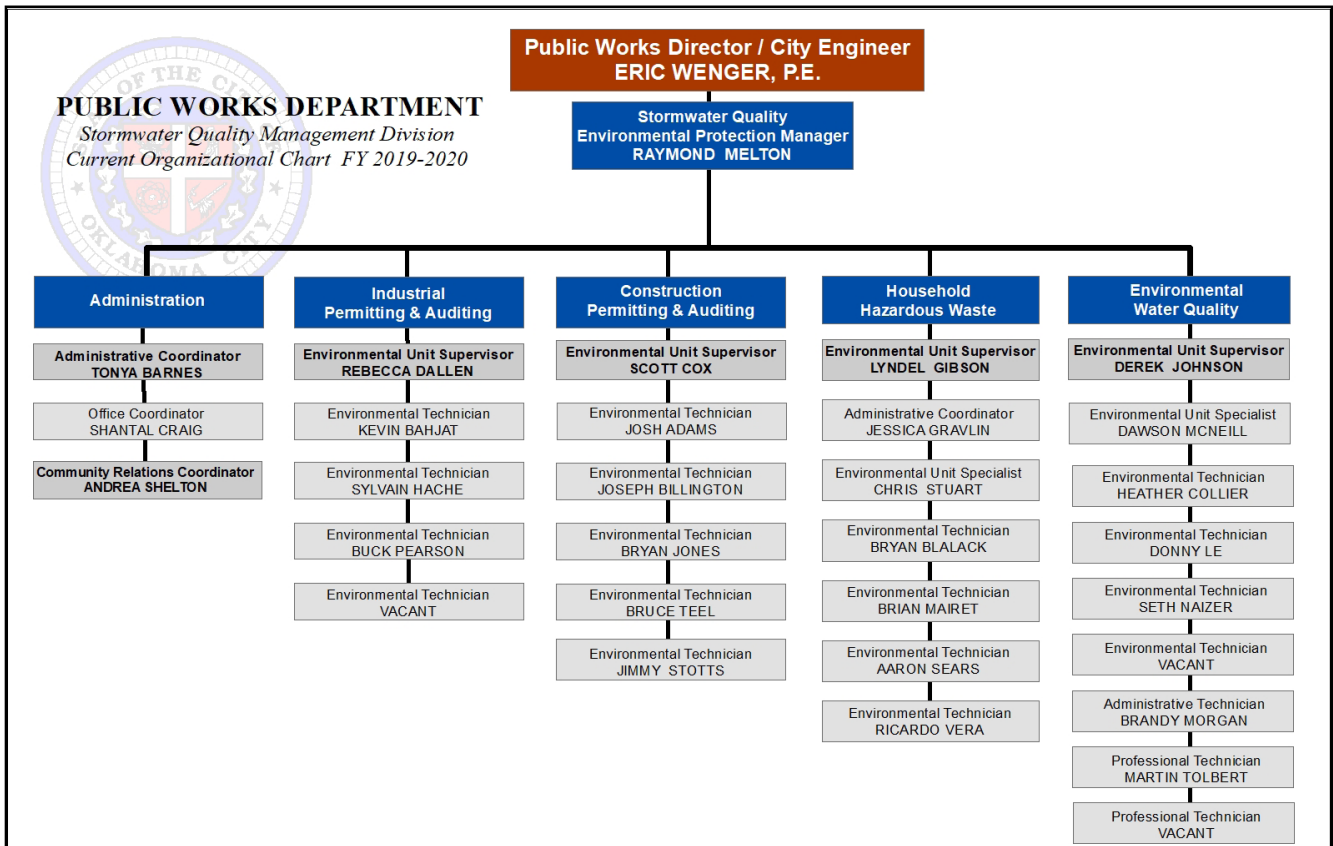 Public Works Director / City Engineer
ERIC WENGER, P.E.
SEAL OF THE CITY OF
OKLAHOMA CITY
PUBLIC WORKS DEPARTMENT
Stormwater Quality Management Division
Current Organizational Chart FY 2019-2020
Stormwater Quality
Environmental Protection Manager
RAYMOND MELTON
Administration
Administrative Coordinator
TONYA BARNES
Office Coordinator
SHANTAL CRAIG
Community Relations Coordinator
ANDREA SHELTON
Industrial
Permitting & Auditing
Environmental Unit Supervisor
REBECCA DALLEN
Environmental Technician
KEVIN BAHJAT
Environmental Technician
SYLVAIN HACHE
Environmental Technician
BUCK PEARSON
Environmental Technician
VACANT
Construction
Permitting & Auditing
Environmental Unit Supervisor
SCOTT COX
Environmental Technician
JOSH ADAMS
Environmental Technician
JOSEPH BILLINGTON
Environmental Technician
BRYAN JONES
Environmental Technician
BRUCE TEEL
Environmental Technician
JIMMY STOTTS
Household
Hazardous Waste
Environmental Unit Supervisor
LYNDEL GIBSON
Administrative Coordinator
JESSICA GRAVLIN
Environmental Unit Specialist
CHRIS STUART
Environmental Technician
BRYAN BLALACK
Environmental Technician
BRIAN MAIRET
Environmental Technician
AARON SEARS
Environmental Technician
RICARDO VERA
Environmental
Water Quality
Environmental Unit Supervisor
DEREK JOHNSON
Environmental Unit Specialist
DAWSON MCNEILL
Environmental Technician
HEATHER COLLIER
Environmental Technician
DONNY LE
Environmental Technician
SETH NAIZER
Environmental Technician
VACANT
Administrative Technician
BRANDY MORGAN
Professional Technician
MARTIN TOLBERT
Professional Technician
VACANT